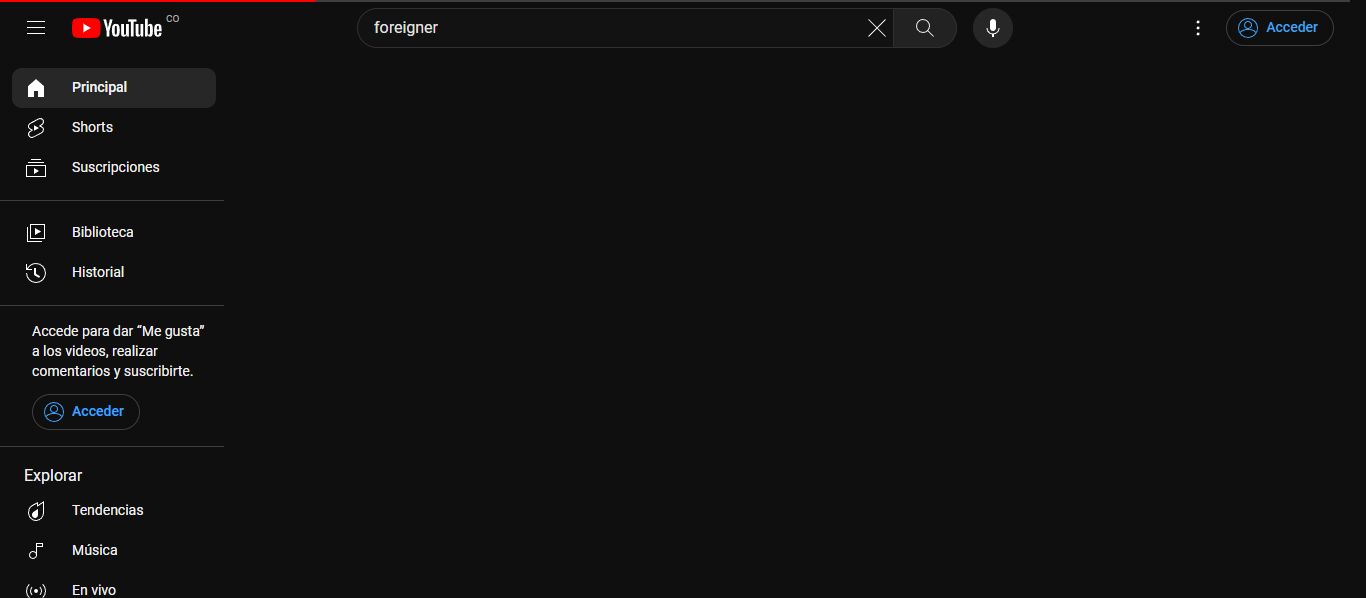 YouTube CO
foreigner
Acceder
Principal
Shorts
Suscripciones
Biblioteca
Historial
Accede para dar “Me gusta”
a los videos, realizar
comentarios y suscribirte.
Acceder
Explorar
Tendencias
Música
En vivo